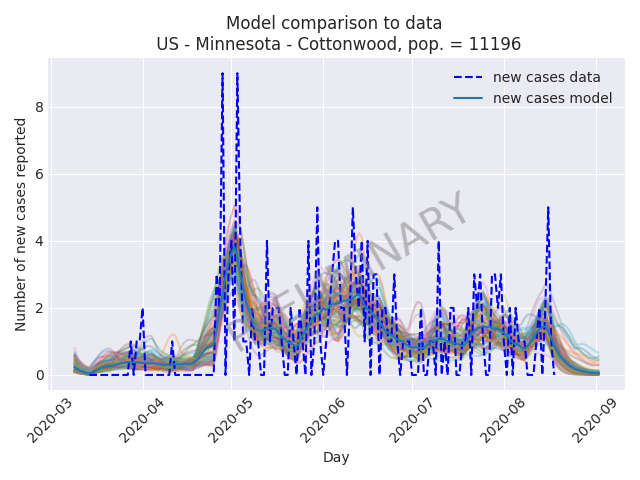 Model comparison to data
US - Minnesota - Cottonwood, pop. = 11196
new cases data
new cases model
Number of new cases reported
8
6
4
2
0
PRELIMINARY
2020-03
2020-04
2020-05
2020-06
2020-07
2020-08
2020-09
Day